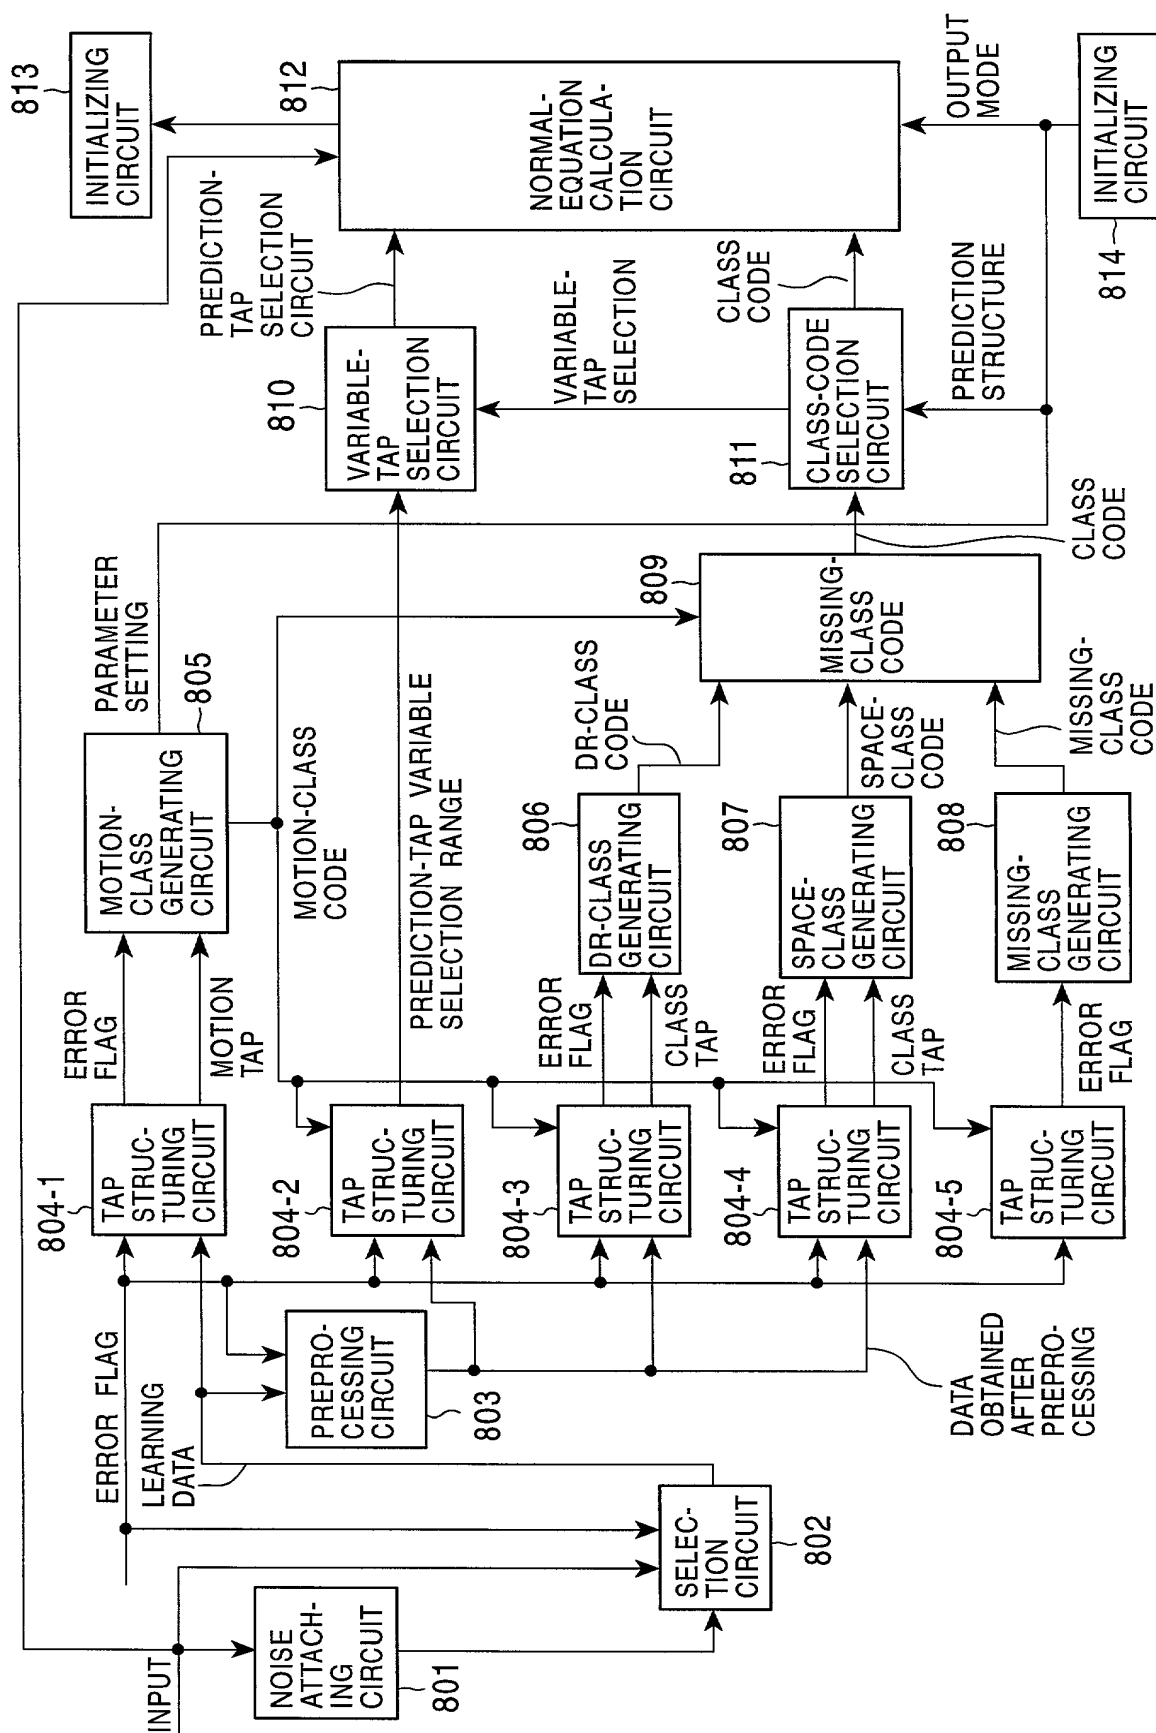 INPUT
NOISE
ATTACH-
ING
CIRCUIT
801
ERROR FLAG
LEARNING
DATA
SELEC-
TION
CIRCUIT
802
PREPRO-
CESSING
CIRCUIT
803
DATA
OBTAINED
AFTER
PREPRO-
CESSING
804-1
TAP
STRUC-
TURING
CIRCUIT
804-2
TAP
STRUC-
TURING
CIRCUIT
804-3
TAP
STRUC-
TURING
CIRCUIT
804-4
TAP
STRUC-
TURING
CIRCUIT
804-5
TAP
STRUC-
TURING
CIRCUIT
ERROR
FLAG
MOTION
TAP
ERROR
FLAG
CLASS
TAP
ERROR
FLAG
CLASS
TAP
ERROR
FLAG
MOTION-
CLASS
GENERATING
CIRCUIT
805
PARAMETER
SETTING
MOTION-CLASS
CODE
PREDICTION-TAP VARIABLE
SELECTION RANGE
DR-CLASS
GENERATING
CIRCUIT
806
DR-CLASS
CODE
SPACE-
CLASS
GENERATING
CIRCUIT
807
SPACE-
CLASS
CODE
MISSING-
CLASS
GENERATING
CIRCUIT
808
MISSING-
CLASS
CODE
MISSING-
CLASS
CODE
809
CLASS
CODE
VARIABLE-
TAP
SELECTION
CIRCUIT
810
PREDICTION-
TAP
SELECTION
CIRCUIT
VARIABLE-
TAP
SELECTION
CLASS-CODE
SELECTION
CIRCUIT
811
CLASS
CODE
PREDICTION
STRUCTURE
NORMAL-
EQUATION
CALCULA-
TION
CIRCUIT
812
INITIALIZING
CIRCUIT
813
OUTPUT
MODE
INITIALIZING
CIRCUIT
814